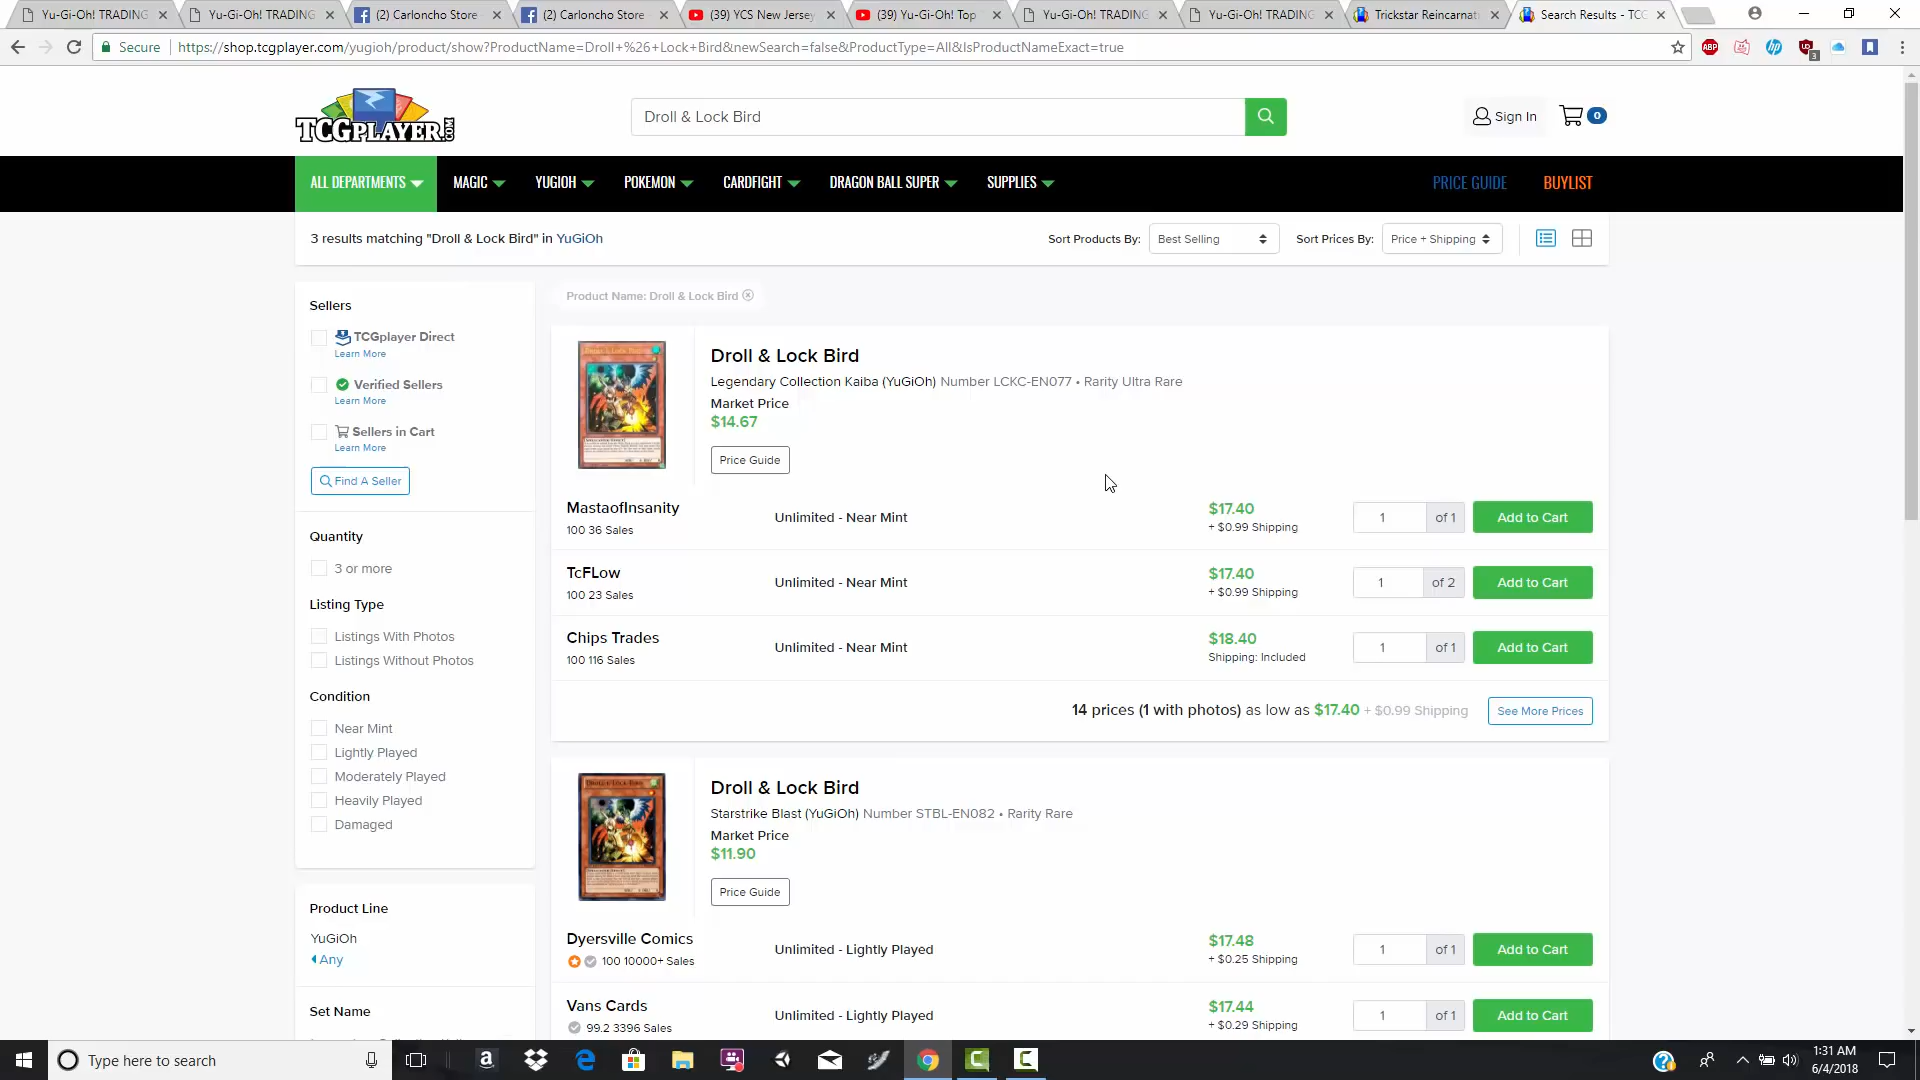 Yu-Gi-Oh! TRADING
Yu-Gi-Oh! TRADING
(2) Carloncho Store
(2) Carloncho Store
(39) YCS New Jersey
(39) Yu-Gi-Oh! Top
Yu-Gi-Oh! TRADING
Yu-Gi-Oh! TRADING
Trickstar Reincarnati
Search Results - TCG
Secure
https://shop.tcgplayer.com/yugioh/product/show?ProductName=Droll+%26+Lock+Bird&newSearch=false&ProductType=All&IsProductNameExact=true
ABP
hp
3
TCGPLAYER.COM
Droll & Lock Bird
Sign In
0
ALL DEPARTMENTS
MAGIC
YUGIOH
POKEMON
CARDFIGHT
DRAGON BALL SUPER
SUPPLIES
PRICE GUIDE
BUYLIST
3 results matching "Droll & Lock Bird" in YuGiOh
Sort Products By:
Best Selling
Sort Prices By:
Price + Shipping
Sellers
TCGplayer Direct
Learn More
Verified Sellers
Learn More
Sellers in Cart
Learn More
Find A Seller
Quantity
3 or more
Listing Type
Listings With Photos
Listings Without Photos
Condition
Near Mint
Lightly Played
Moderately Played
Heavily Played
Damaged
Product Line
YuGiOh
Any
Set Name
Product Name: Droll & Lock Bird
Droll & Lock Bird
Legendary Collection Kaiba (YuGiOh) Number LCKC-EN077 • Rarity Ultra Rare
Market Price
$14.67
Price Guide
MastaofInsanity
100 36 Sales
Unlimited - Near Mint
$17.40
+ $0.99 Shipping
1
of 1
Add to Cart
TcFLow
100 23 Sales
Unlimited - Near Mint
$17.40
+ $0.99 Shipping
1
of 2
Add to Cart
Chips Trades
100 116 Sales
Unlimited - Near Mint
$18.40
Shipping: Included
1
of 1
Add to Cart
14 prices (1 with photos) as low as $17.40 + $0.99 Shipping
See More Prices
Droll & Lock Bird
Starstrike Blast (YuGiOh) Number STBL-EN082 • Rarity Rare
Market Price
$11.90
Price Guide
Dyersville Comics
100 10000+ Sales
Unlimited - Lightly Played
$17.48
+ $0.25 Shipping
1
of 1
Add to Cart
Vans Cards
99.2 3396 Sales
Unlimited - Lightly Played
$17.44
+ $0.29 Shipping
1
of 1
Add to Cart
Type here to search
1:31 AM
6/4/2018